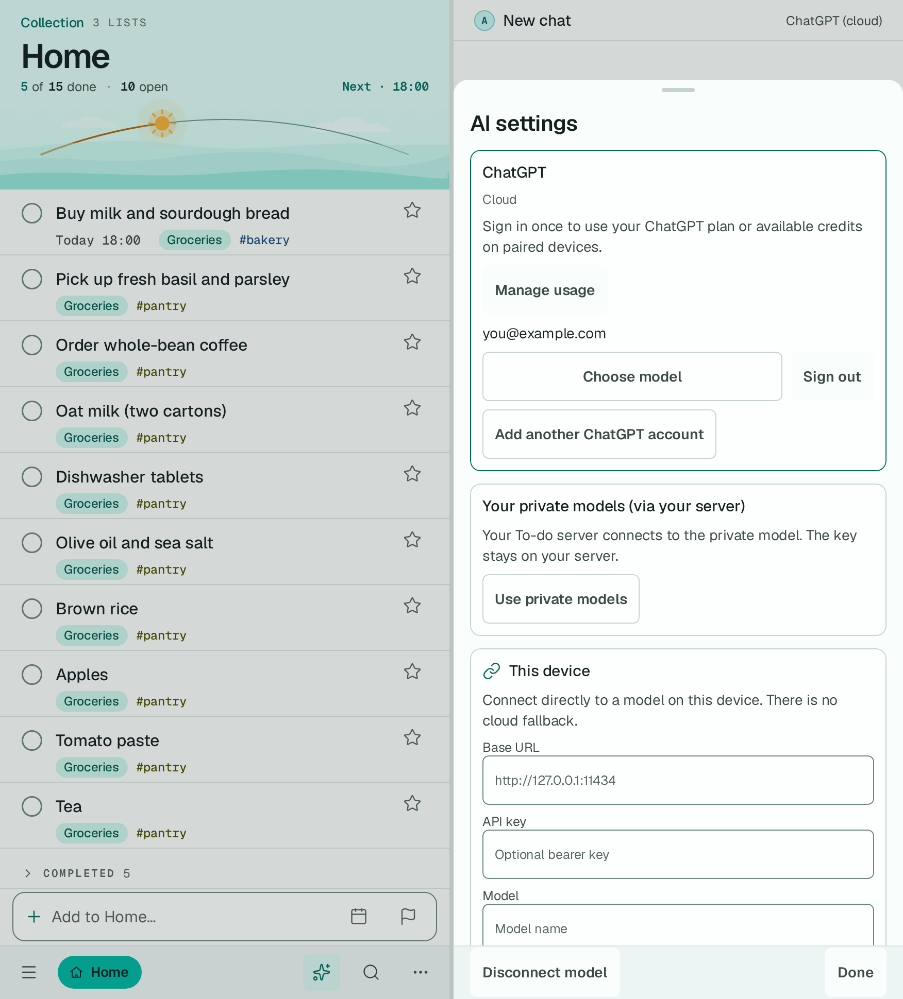 Collection 3 LISTS
Home
5 of 15 done · 10 open
Next · 18:00
Buy milk and sourdough bread
Today 18:00 Groceries #bakery
Pick up fresh basil and parsley
Groceries #pantry
Order whole-bean coffee
Groceries #pantry
Oat milk (two cartons)
Groceries #pantry
Dishwasher tablets
Groceries #pantry
Olive oil and sea salt
Groceries #pantry
Brown rice
Groceries #pantry
Apples
Groceries #pantry
Tomato paste
Groceries #pantry
Tea
Groceries #pantry
COMPLETED 5
Add to Home...
Home
A New chat
ChatGPT (cloud)
AI settings
ChatGPT
Cloud
Sign in once to use your ChatGPT plan or available credits
on paired devices.
Manage usage
you@example.com
Choose model
Sign out
Add another ChatGPT account
Your private models (via your server)
Your To-do server connects to the private model. The key
stays on your server.
Use private models
This device
Connect directly to a model on this device. There is no
cloud fallback.
Base URL
http://127.0.0.1:11434
API key
Optional bearer key
Model
Model name
Disconnect model
Done